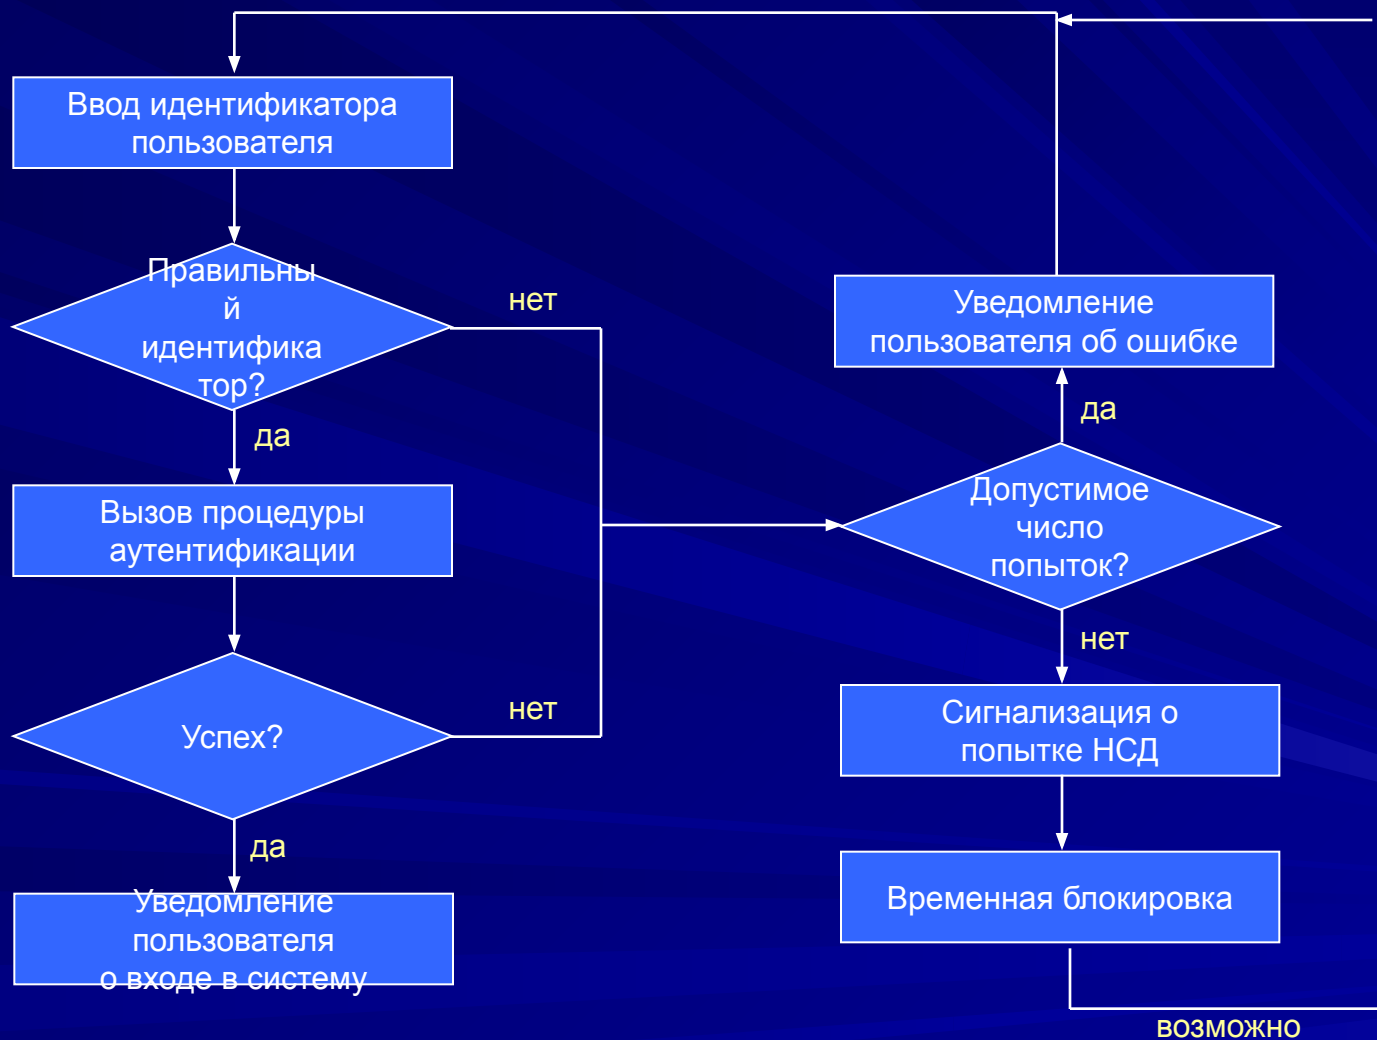 Ввод идентификатора
пользователя
Правильны
й
идентифика
тор?
нет
да
Вызов процедуры
аутентификации
Успех?
нет
да
Уведомление
пользователя
о входе в систему
Уведомление
пользователя об ошибке
да
Допустимое
число
попыток?
нет
Сигнализация о
попытке НСД
Временная блокировка
возможно